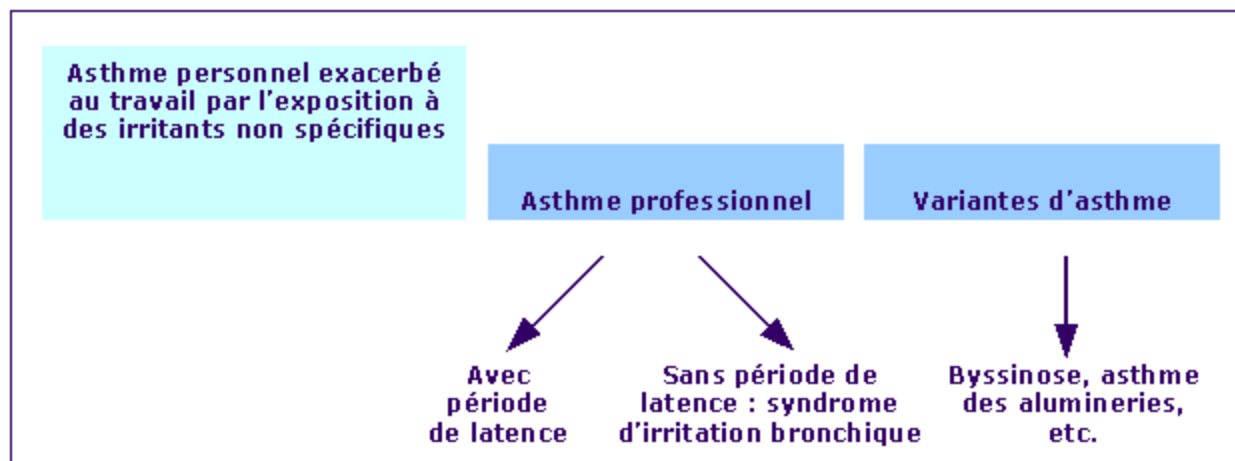 Asthme personnel exacerbé
au travail par l'exposition à
des irritants non spécifiques
Asthme professionnel
Variantes d'asthme
Avec
période
de latence
Sans période de
latence : syndrome
d'irritation bronchique
Byssinose, asthme
des alumineries,
etc.